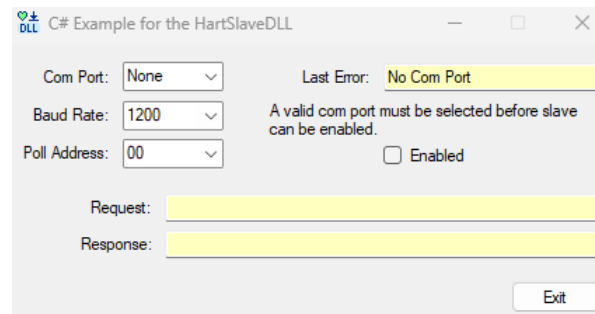 DLL C# Example for the HartSlaveDLL
Com Port: None Last Error: No Com Port
Baud Rate: 1200 A valid com port must be selected before slave
can be enabled.
Poll Address: 00 Enabled
Request:
Response:
Exit